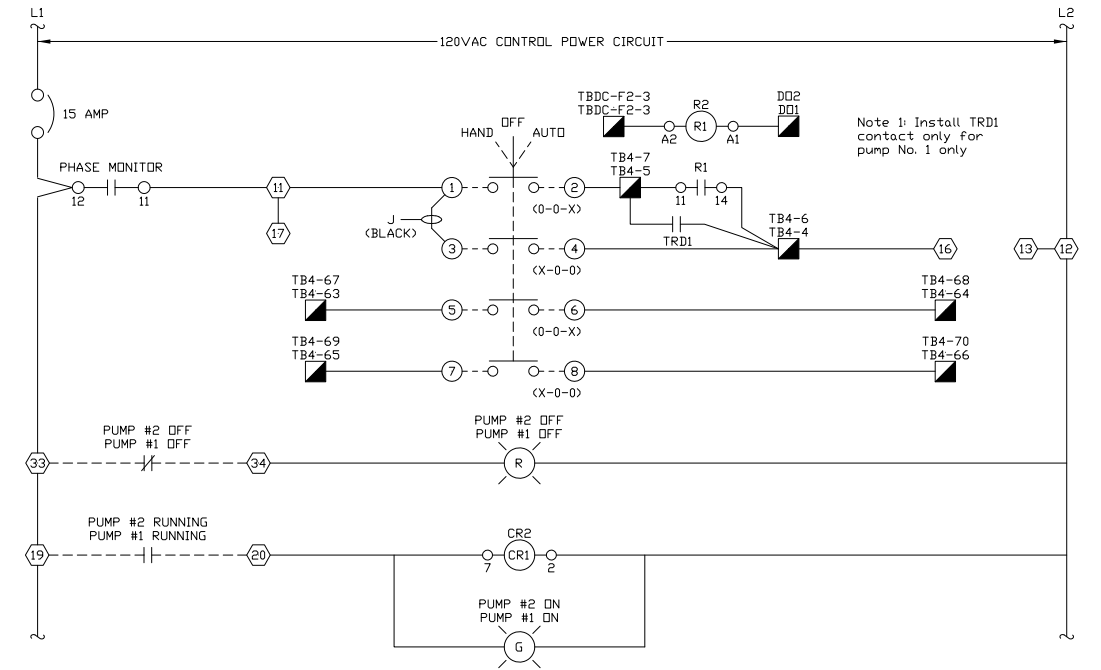 L1
L2
120VAC CONTROL POWER CIRCUIT
15 AMP
TBDC-F2-3
TBDC-F2-3
R2
R1
A2
A1
DO2
DO1
Note 1: Install TRD1
contact only for
pump No. 1 only
OFF
HAND
AUTO
PHASE MONITOR
12
11
11
17
1
2
(O-O-X)
TB4-7
TB4-5
R1
11
14
TRD1
TB4-6
TB4-4
J
(BLACK)
3
4
(X-O-O)
16
13
12
TB4-67
TB4-63
5
6
(O-O-X)
TB4-68
TB4-64
TB4-69
TB4-65
7
8
(X-O-O)
TB4-70
TB4-66
PUMP #2 OFF
PUMP #1 OFF
33
34
PUMP #2 OFF
PUMP #1 OFF
R
PUMP #2 RUNNING
PUMP #1 RUNNING
19
20
CR2
CR1
7
2
PUMP #2 ON
PUMP #1 ON
G